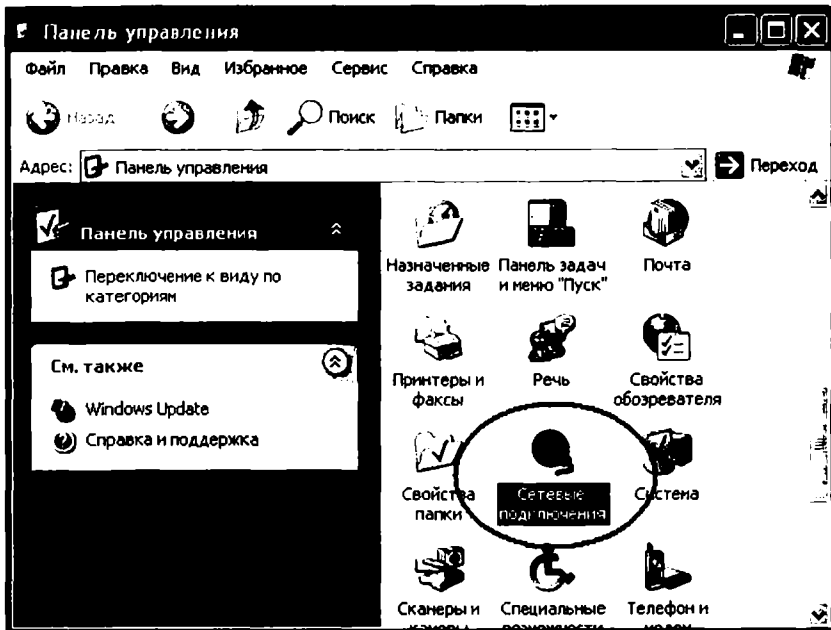 Панель управления
Файл Правка Вид Избранное Сервис Справка
Назад Поиск Папки
Адрес: Панель управления Переход
Панель управления
Переключение к виду по
категориям
См. также
Windows Update
Справка и поддержка
Назначенные
задания
Панель задач
и меню "Пуск"
Почта
Принтеры и
факсы
Речь
Свойства
обозревателя
Свойства
папки
Сетевые
подключения
Система
Сканеры и
Специальные
Телефон и